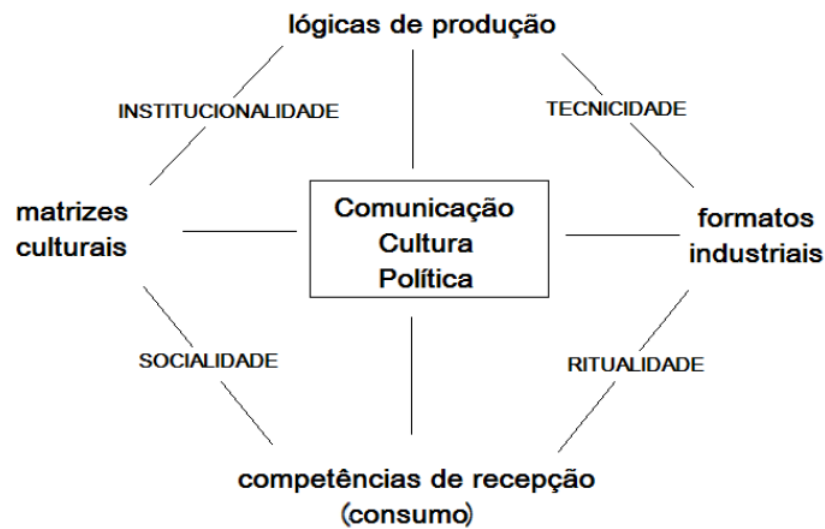 lógicas de produção
INSTITUCIONALIDADE
TECNICIDADE
matrizes
culturais
Comunicação
Cultura
Política
formatos
industriais
SOCIALIDADE
RITUALIDADE
competências de recepção
(consumo)